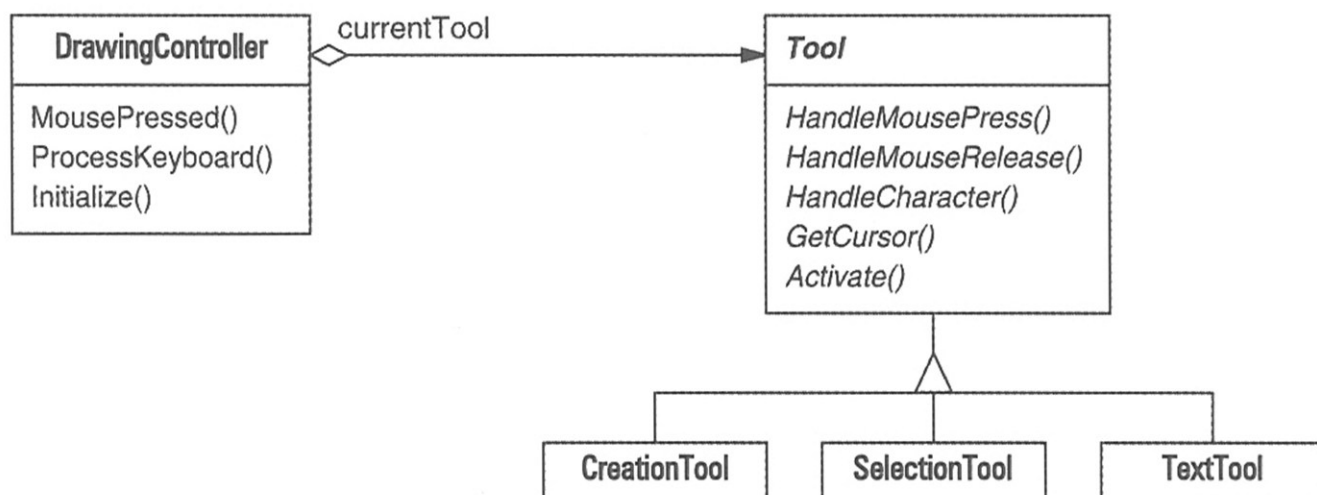 DrawingController
MousePressed()
ProcessKeyboard()
Initialize()
currentTool
Tool
HandleMousePress()
HandleMouseRelease()
HandleCharacter()
GetCursor()
Activate()
CreationTool
SelectionTool
TextTool